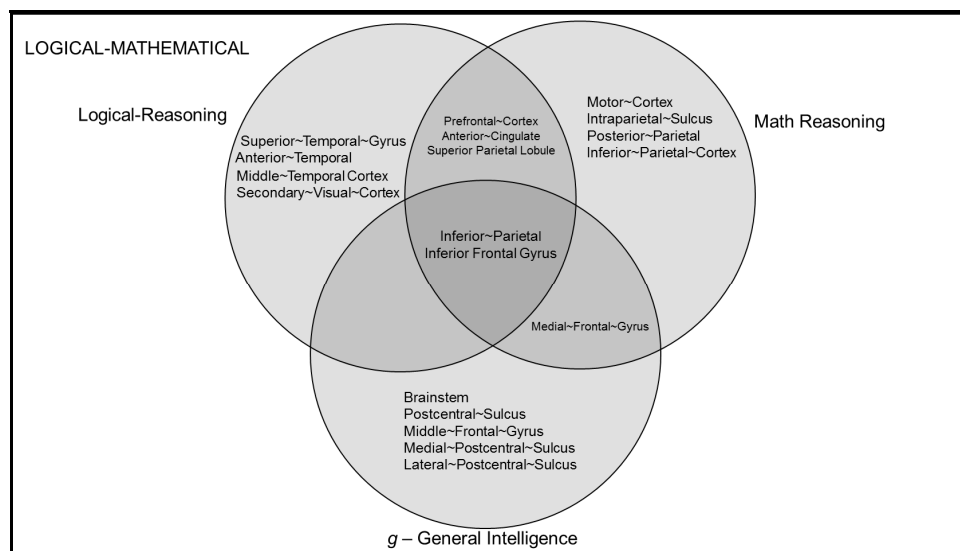 LOGICAL-MATHEMATICAL
Logical-Reasoning
Superior~Temporal~Gyrus
Anterior~Temporal
Middle~Temporal Cortex
Secondary~Visual~Cortex
Prefrontal~Cortex
Anterior~Cingulate
Superior Parietal Lobule
Motor~Cortex
Intraparietal~Sulcus
Posterior~Parietal
Inferior~Parietal~Cortex
Math Reasoning
Inferior~Parietal
Inferior Frontal Gyrus
Medial~Frontal~Gyrus
Brainstem
Postcentral~Sulcus
Middle~Frontal~Gyrus
Medial~Postcentral~Sulcus
Lateral~Postcentral~Sulcus
g – General Intelligence